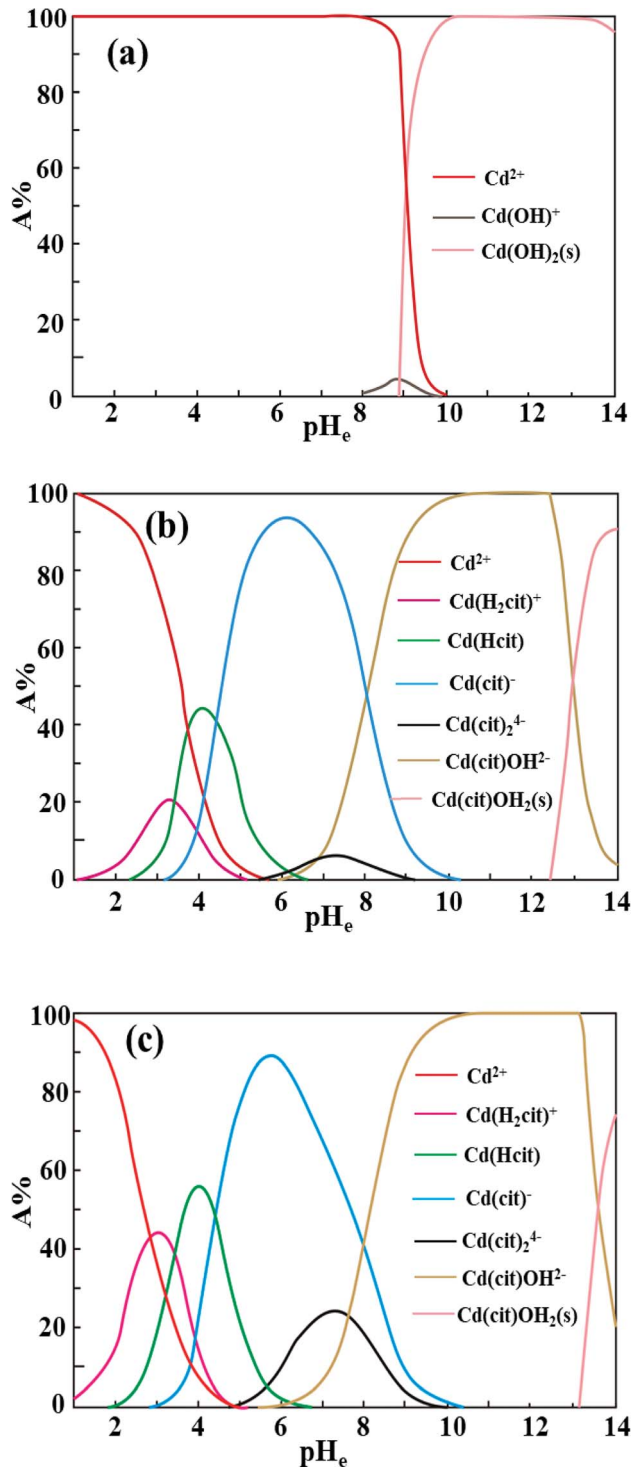 100
(a)
80
60
A%
Cd²⁺
Cd(OH)⁺
40
Cd(OH)₂(s)
20
0
2 4 6 8 10 12 14
pHₑ
100
(b)
80
Cd²⁺
Cd(H₂cit)⁺
60
Cd(Hcit)
A%
Cd(cit)⁻
40
Cd(cit)₂⁴⁻
Cd(cit)OH²⁻
20
Cd(cit)OH₂(s)
0
2 4 6 8 10 12 14
pHₑ
100
(c)
Cd²⁺
80
Cd(H₂cit)⁺
Cd(Hcit)
60
Cd(cit)⁻
A%
Cd(cit)₂⁴⁻
40
Cd(cit)OH²⁻
20
Cd(cit)OH₂(s)
0
2 4 6 8 10 12 14
pHₑ